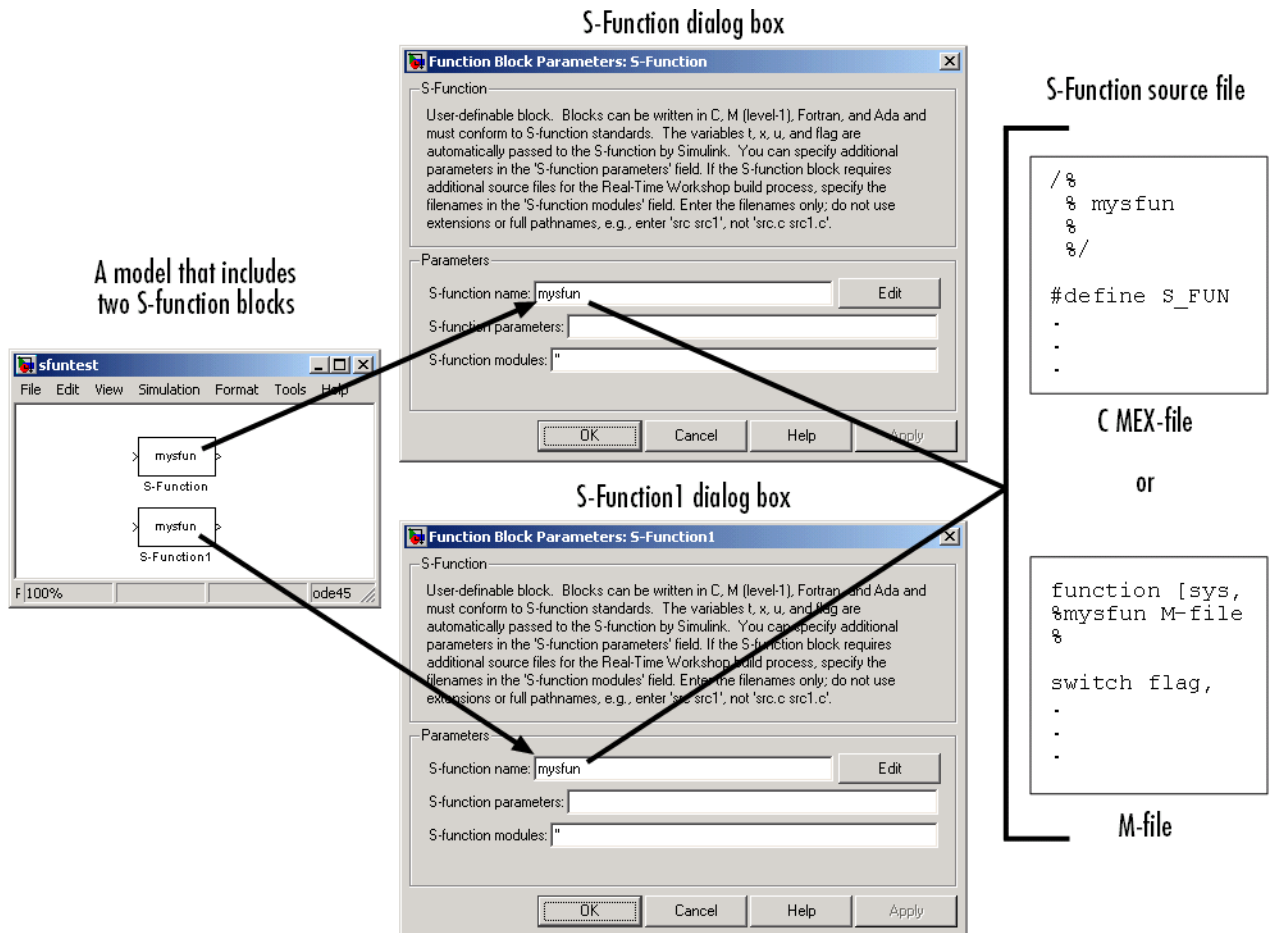 S-Function dialog box
Function Block Parameters: S-Function
S-Function
User-definable block. Blocks can be written in C, M (level-1), Fortran, and Ada and
must conform to S-function standards. The variables t, x, u, and flag are
automatically passed to the S-function by Simulink. You can specify additional
parameters in the 'S-function parameters' field. If the S-function block requires
additional source files for the Real-Time Workshop build process, specify the
filenames in the 'S-function modules' field. Enter the filenames only; do not use
extensions or full pathnames, e.g., enter 'src src1', not 'src.c src1.c'.
Parameters
S-function name: mysfun
Edit
S-function parameters:
S-function modules: ''
OK Cancel Help Apply
A model that includes
two S-function blocks
sfuntest
File Edit View Simulation Format Tools Help
mysfun
S-Function
mysfun
S-Function1
F 100% ode45
S-Function1 dialog box
Function Block Parameters: S-Function1
S-Function
User-definable block. Blocks can be written in C, M (level-1), Fortran, and Ada and
must conform to S-function standards. The variables t, x, u, and flag are
automatically passed to the S-function by Simulink. You can specify additional
parameters in the 'S-function parameters' field. If the S-function block requires
additional source files for the Real-Time Workshop build process, specify the
filenames in the 'S-function modules' field. Enter the filenames only; do not use
extensions or full pathnames, e.g., enter 'src src1', not 'src.c src1.c'.
Parameters
S-function name: mysfun
Edit
S-function parameters:
S-function modules: ''
OK Cancel Help Apply
S-Function source file
/%
% mysfun
%
%/
#define S_FUN
.
.
.
C MEX-file
or
function [sys,
%mysfun M-file
%
switch flag,
.
.
.
M-file